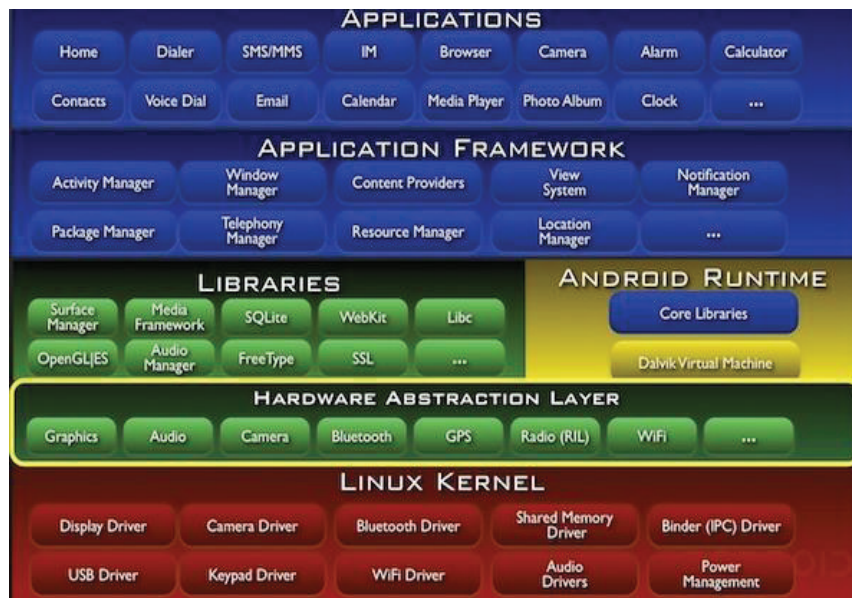 APPLICATIONS
Home Dialer SMS/MMS IM Browser Camera Alarm Calculator
Contacts Voice Dial Email Calendar Media Player Photo Album Clock ...
APPLICATION FRAMEWORK
Activity Manager Window Manager Content Providers View System Notification Manager
Package Manager Telephony Manager Resource Manager Location Manager ...
LIBRARIES
Surface Manager Media Framework SQLite WebKit Libc
OpenGL|ES Audio Manager FreeType SSL ...
ANDROID RUNTIME
Core Libraries
Dalvik Virtual Machine
HARDWARE ABSTRACTION LAYER
Graphics Audio Camera Bluetooth GPS Radio (RIL) WiFi ...
LINUX KERNEL
Display Driver Camera Driver Bluetooth Driver Shared Memory Driver Binder (IPC) Driver
USB Driver Keypad Driver WiFi Driver Audio Drivers Power Management